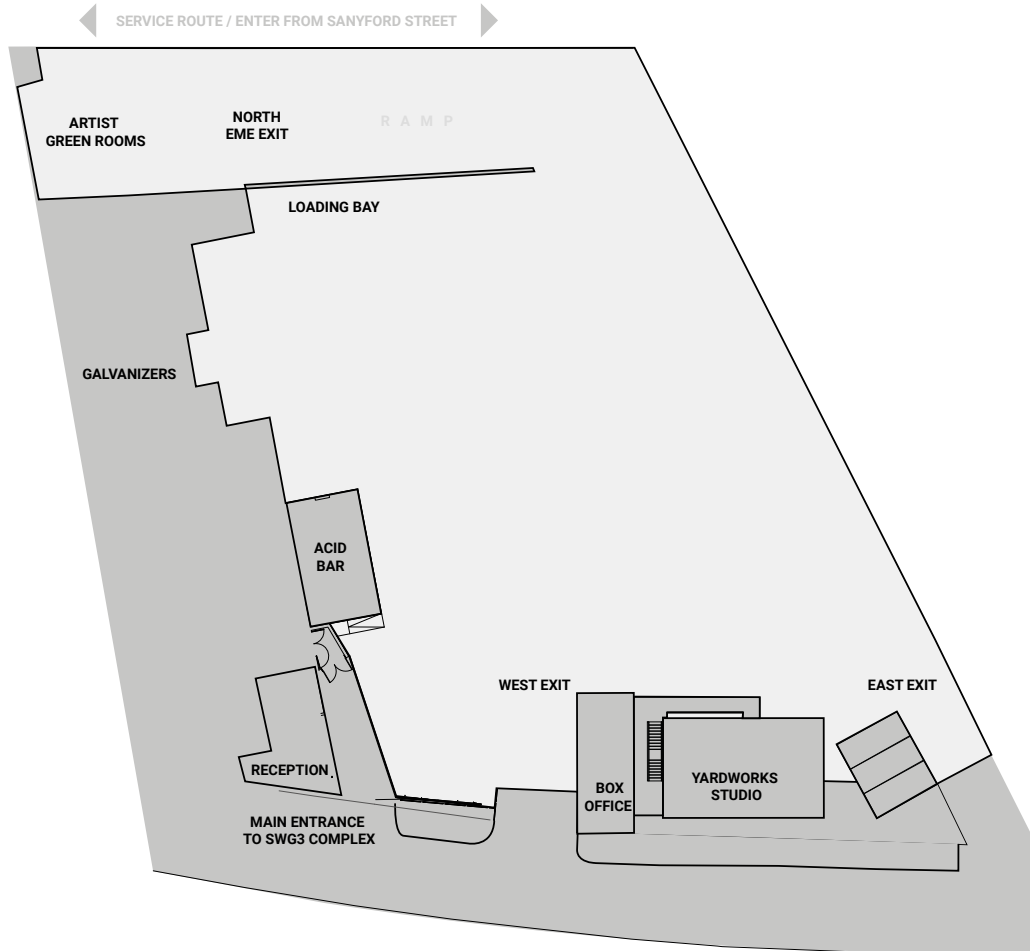 SERVICE ROUTE / ENTER FROM SANYFORD STREET
ARTIST
GREEN ROOMS
NORTH
EME EXIT
RAMP
LOADING BAY
GALVANIZERS
ACID
BAR
WEST EXIT
EAST EXIT
RECEPTION
BOX
OFFICE
YARDWORKS
STUDIO
MAIN ENTRANCE
TO SWG3 COMPLEX